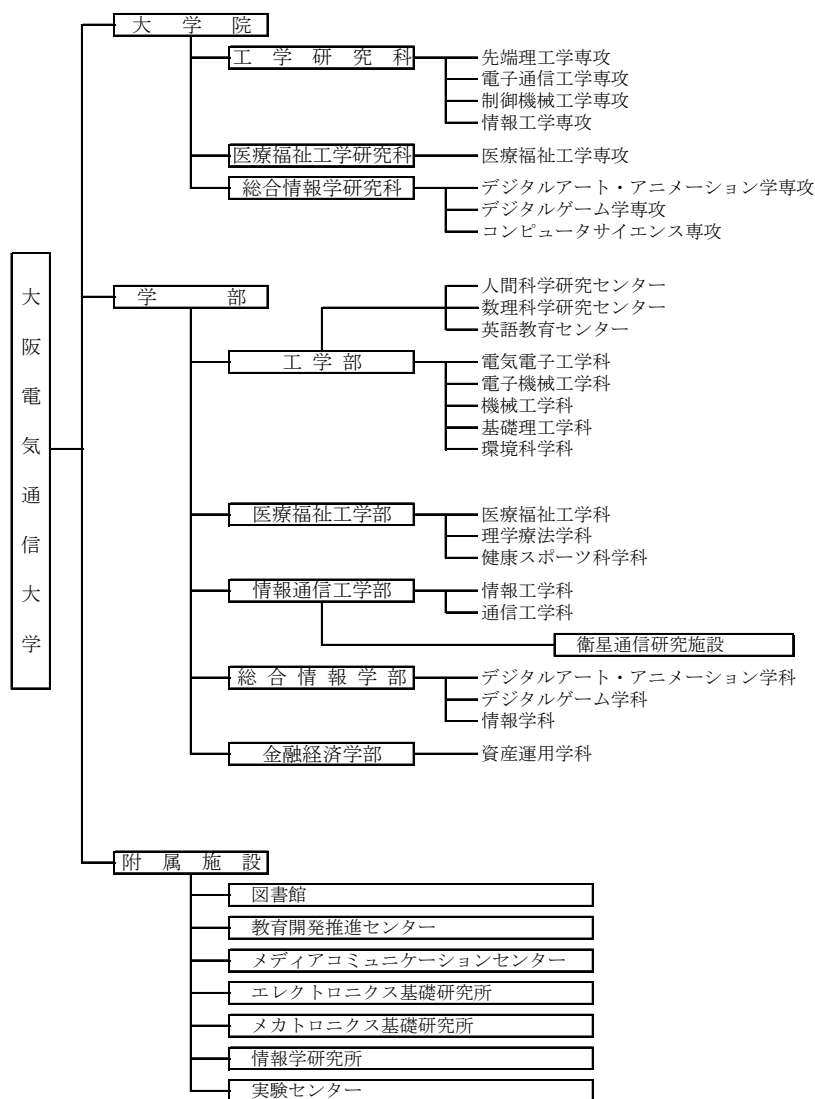 大阪電気通信大学
大学院
工学研究科
先端理工学専攻
電子通信工学専攻
制御機械工学専攻
情報工学専攻
医療福祉工学研究科
医療福祉工学専攻
総合情報学研究科
デジタルアート・アニメーション学専攻
デジタルゲーム学専攻
コンピュータサイエンス専攻
学部
人間科学研究センター
数理科学研究センター
英語教育センター
工学部
電気電子工学科
電子機械工学科
機械工学科
基礎理工学科
環境科学科
医療福祉工学部
医療福祉工学科
理学療法学科
健康スポーツ科学科
情報通信工学部
情報工学科
通信工学科
衛星通信研究施設
総合情報学部
デジタルアート・アニメーション学科
デジタルゲーム学科
情報学科
金融経済学部
資産運用学科
附属施設
図書館
教育開発推進センター
メディアコミュニケーションセンター
エレクトロニクス基礎研究所
メカトロニクス基礎研究所
情報学研究所
実験センター